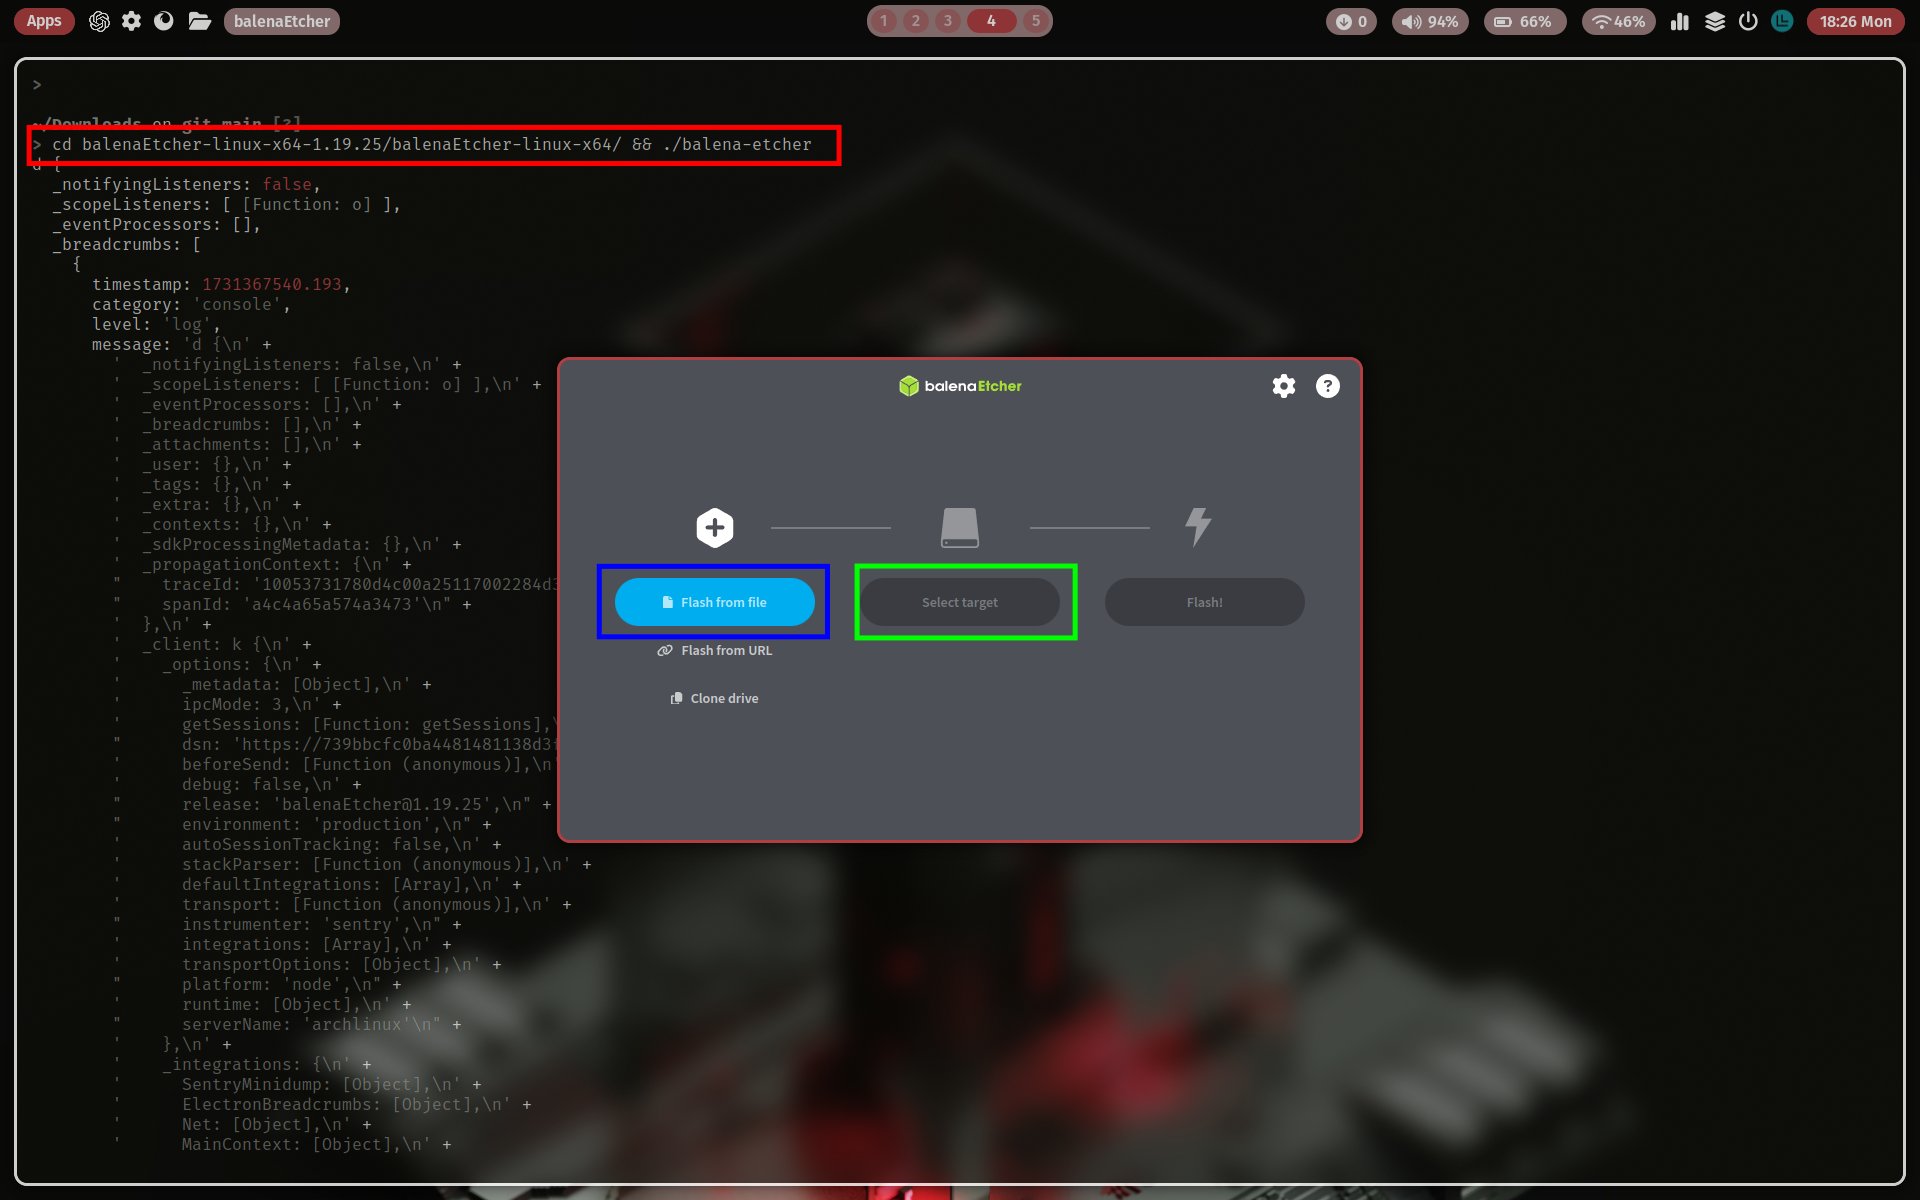 Apps
balenaEtcher
1 2 3 4 5
0
94%
66%
46%
18:26 Mon
>
~/Downloads on git main [?]
> cd balenaEtcher-linux-x64-1.19.25/balenaEtcher-linux-x64/ && ./balena-etcher
d {
_notifyingListeners: false,
_scopeListeners: [ [Function: o] ],
_eventProcessors: [],
_breadcrumbs: [
{
timestamp: 1731367540.193,
category: 'console',
level: 'log',
message: 'd {\n' +
'  _notifyingListeners: false,\n' +
'  _scopeListeners: [ [Function: o] ],\n' +
'  _eventProcessors: [],\n' +
'  _breadcrumbs: [],\n' +
'  _attachments: [],\n' +
'  _user: {},\n' +
'  _tags: {},\n' +
'  _extra: {},\n' +
'  _contexts: {},\n' +
'  _sdkProcessingMetadata: {},\n' +
'  _propagationContext: {\n' +
"    traceId: '10053731780d4c00a25117002284d3
"    spanId: 'a4c4a65a574a3473'\n" +
'  },\n' +
'  _client: k {\n' +
'    _options: {\n' +
'      _metadata: [Object],\n' +
'      ipcMode: 3,\n' +
'      getSessions: [Function: getSessions],\
"      dsn: 'https://739bbcfc0ba4481481138d3f
'      beforeSend: [Function (anonymous)],\n'
'      debug: false,\n' +
"      release: 'balenaEtcher@1.19.25',\n" +
"      environment: 'production',\n" +
'      autoSessionTracking: false,\n' +
'      stackParser: [Function (anonymous)],\n' +
'      defaultIntegrations: [Array],\n' +
'      transport: [Function (anonymous)],\n' +
"      instrumenter: 'sentry',\n" +
'      integrations: [Array],\n' +
'      transportOptions: [Object],\n' +
"      platform: 'node',\n" +
'      runtime: [Object],\n' +
"      serverName: 'archlinux'\n" +
'    },\n' +
'    _integrations: {\n' +
'      SentryMinidump: [Object],\n' +
'      ElectronBreadcrumbs: [Object],\n' +
'      Net: [Object],\n' +
'      MainContext: [Object],\n' +
balenaEtcher
?
Flash from file
Select target
Flash!
Flash from URL
Clone drive